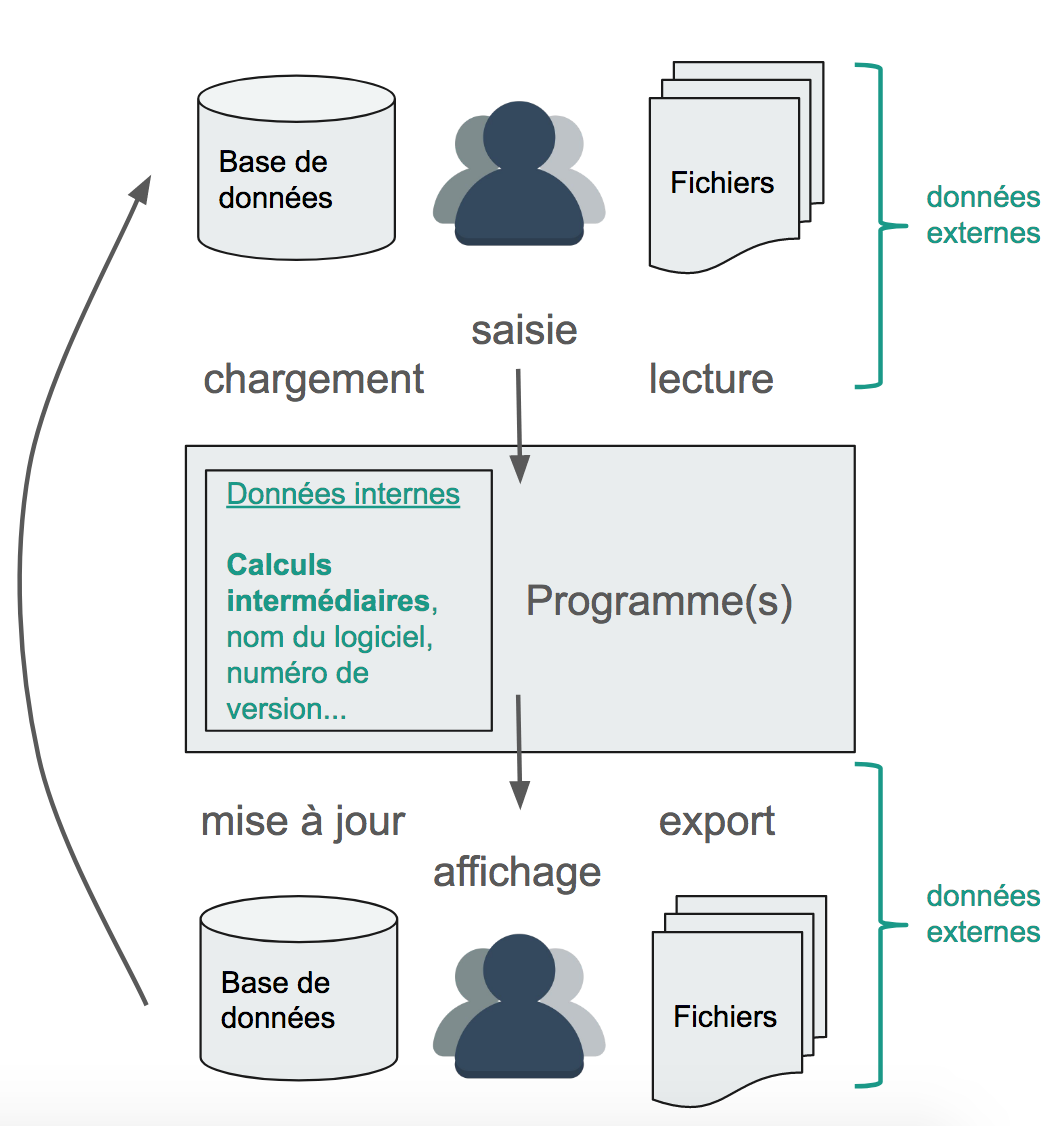 Base de
données
Fichiers
données
externes
saisie
chargement
lecture
Données internes
Calculs
intermédiaires,
nom du logiciel,
numéro de
version...
Programme(s)
mise à jour
export
affichage
données
externes
Base de
données
Fichiers